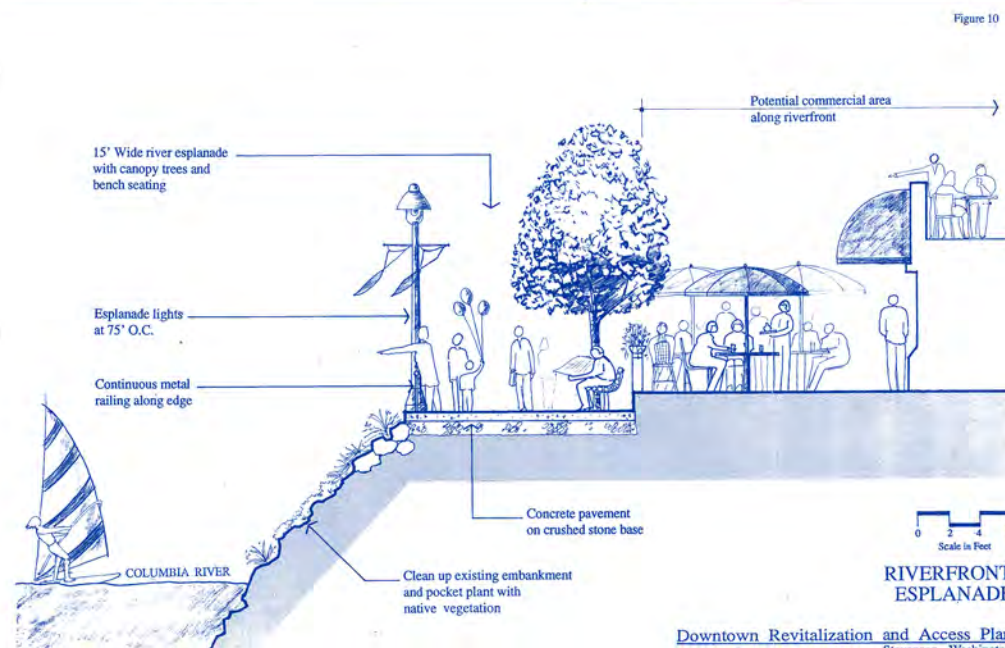 Figure 10
Potential commercial area
along riverfront
15' Wide river esplanade
with canopy trees and
bench seating
Esplanade lights
at 75' O.C.
Continuous metal
railing along edge
Concrete pavement
on crushed stone base
COLUMBIA RIVER
Clean up existing embankment
and pocket plant with
native vegetation
0 2 4
Scale in Feet
RIVERFRONT
ESPLANADE
Downtown Revitalization and Access Plan